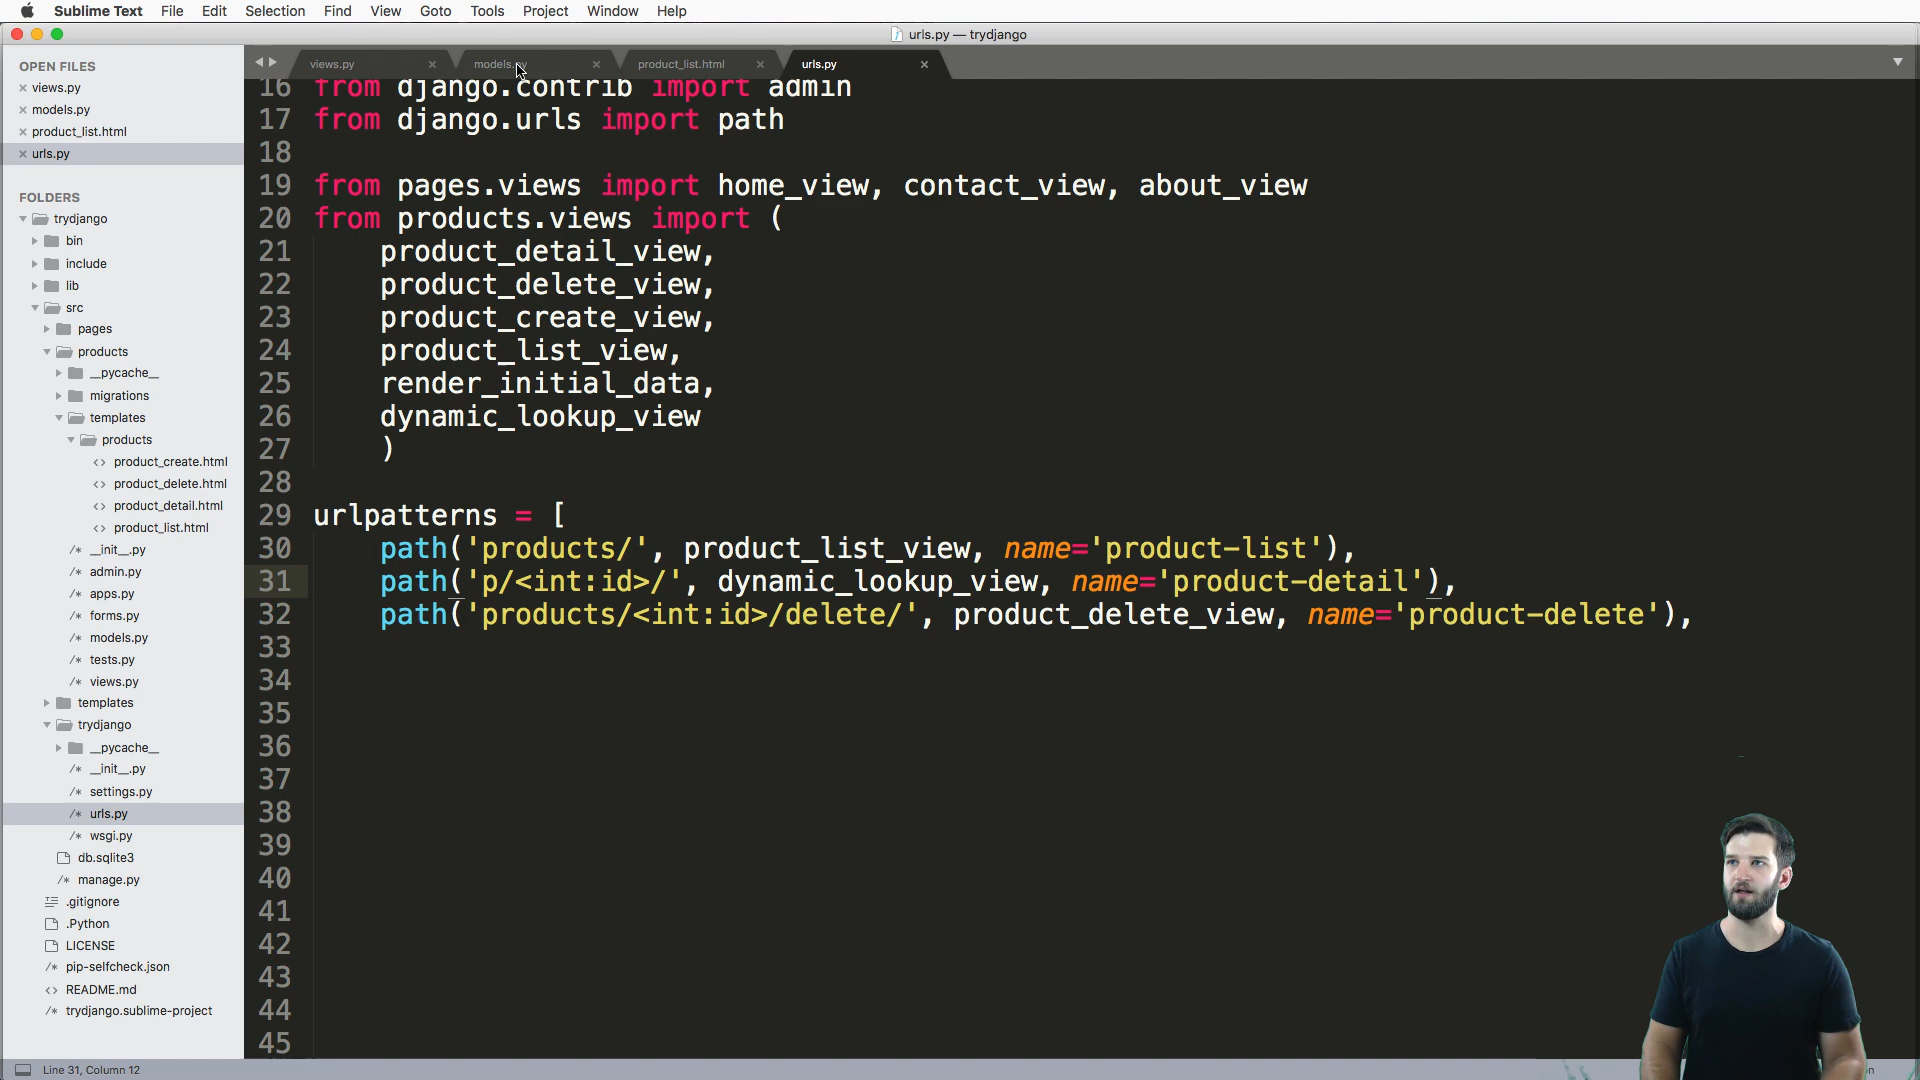 Sublime Text File Edit Selection Find View Goto Tools Project Window Help
urls.py — trydjango
OPEN FILES
views.py
models.py
product_list.html
urls.py
FOLDERS
trydjango
bin
include
lib
src
pages
products
__pycache__
migrations
templates
products
product_create.html
product_delete.html
product_detail.html
product_list.html
__init__.py
admin.py
apps.py
forms.py
models.py
tests.py
views.py
templates
trydjango
__pycache__
__init__.py
settings.py
urls.py
wsgi.py
db.sqlite3
manage.py
.gitignore
.Python
LICENSE
pip-selfcheck.json
README.md
trydjango.sublime-project
views.py models.py product_list.html urls.py
16 from django.contrib import admin
17 from django.urls import path
18
19 from pages.views import home_view, contact_view, about_view
20 from products.views import (
21 product_detail_view,
22 product_delete_view,
23 product_create_view,
24 product_list_view,
25 render_initial_data,
26 dynamic_lookup_view
27 )
28
29 urlpatterns = [
30 path('products/', product_list_view, name='product-list'),
31 path('p/<int:id>/', dynamic_lookup_view, name='product-detail'),
32 path('products/<int:id>/delete/', product_delete_view, name='product-delete'),
33
34
35
36
37
38
39
40
41
42
43
44
45
Line 31, Column 12